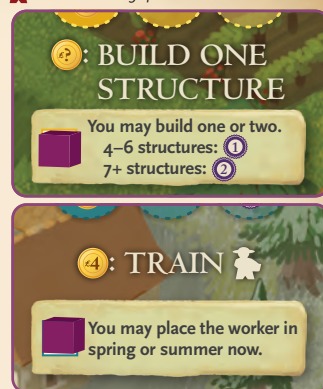 £?: BUILD ONE
STRUCTURE
You may build one or two.
4–6 structures: 1
7+ structures: 2
£4: TRAIN
You may place the worker in
spring or summer now.